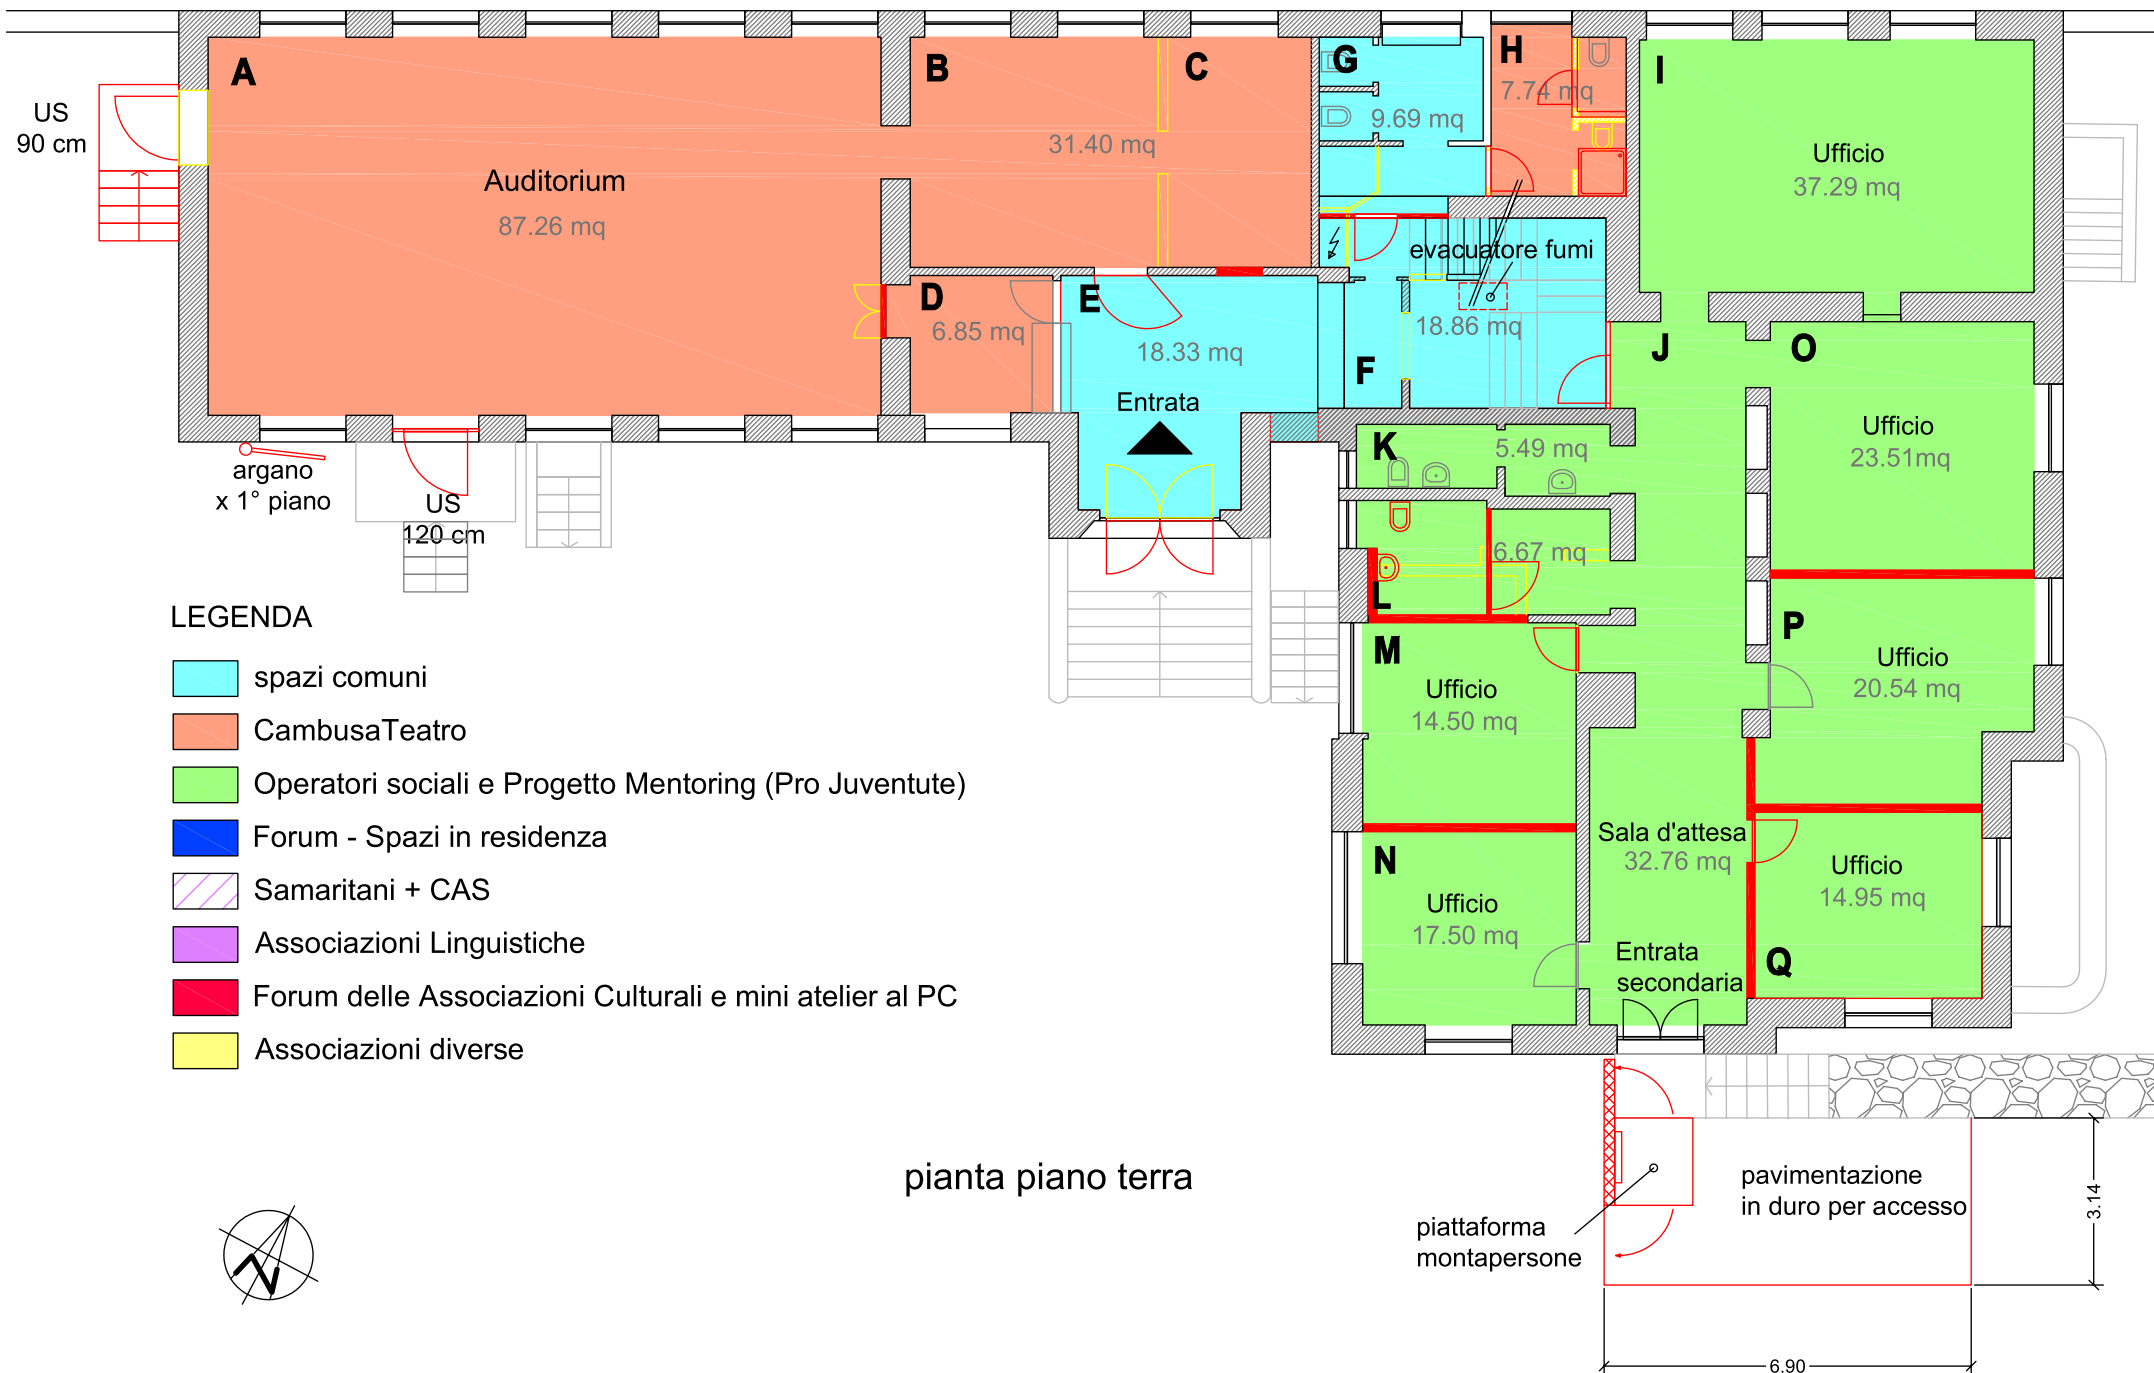 A
B
C
G
H
I
US
90 cm
Auditorium
87.26 mq
31.40 mq
9.69 mq
7.74 mq
Ufficio
37.29 mq
evacuatore fumi
D
6.85 mq
E
18.33 mq
Entrata
F
18.86 mq
J
O
Ufficio
23.51mq
K
5.49 mq
argano
x 1° piano
US
120 cm
6.67 mq
L
LEGENDA
spazi comuni
CambusaTeatro
Operatori sociali e Progetto Mentoring (Pro Juventute)
Forum - Spazi in residenza
Samaritani + CAS
Associazioni Linguistiche
Forum delle Associazioni Culturali e mini atelier al PC
Associazioni diverse
M
Ufficio
14.50 mq
P
Ufficio
20.54 mq
N
Ufficio
17.50 mq
Sala d'attesa
32.76 mq
Ufficio
14.95 mq
Q
Entrata
secondaria
pianta piano terra
N
piattaforma
montapersone
pavimentazione
in duro per accesso
3.14
6.90